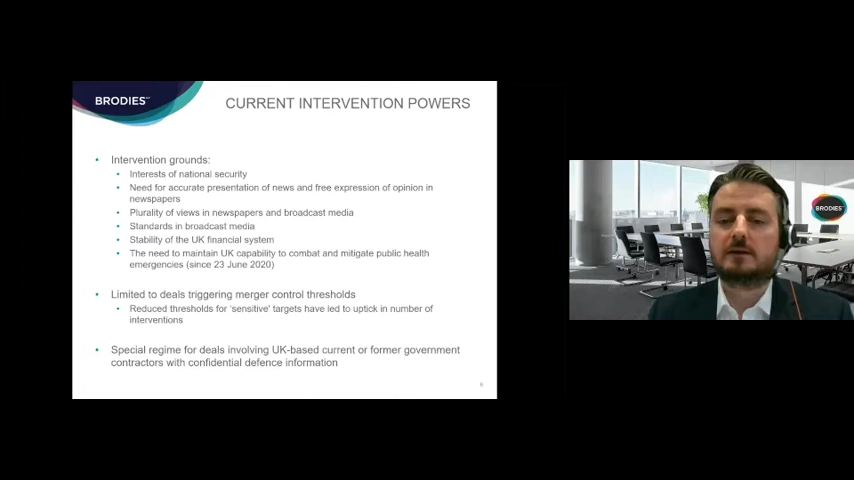 BRODIES LLP
CURRENT INTERVENTION POWERS
• Intervention grounds:
• Interests of national security
• Need for accurate presentation of news and free expression of opinion in
newspapers
• Plurality of views in newspapers and broadcast media
• Standards in broadcast media
• Stability of the UK financial system
• The need to maintain UK capability to combat and mitigate public health
emergencies (since 23 June 2020)
• Limited to deals triggering merger control thresholds
• Reduced thresholds for 'sensitive' targets have led to uptick in number of
interventions
• Special regime for deals involving UK-based current or former government
contractors with confidential defence information
6
BRODIES